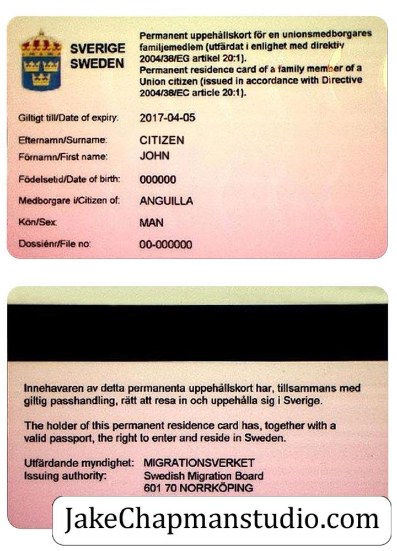 SVERIGE
SWEDEN
Permanent uppehållskort för en unionsmedborgares
familjemedlem (utfärdat i enlighet med direktiv
2004/38/EG artikel 20:1).
Permanent residence card of a family member of a
Union citizen (issued in accordance with Directive
2004/38/EC article 20:1).
Giltigt till/Date of expiry: 2017-04-05
Efternamn/Surname: CITIZEN
Förnamn/First name: JOHN
Födelsetid/Date of birth: 000000
Medborgare i/Citizen of: ANGUILLA
Kön/Sex: MAN
Dossiénr/File no: 00-000000
Innehavaren av detta permanenta uppehållskort har, tillsammans med
giltig passhandling, rätt att resa in och uppehålla sig i Sverige.
The holder of this permanent residence card has, together with a
valid passport, the right to enter and reside in Sweden.
Utfärdande myndighet: MIGRATIONSVERKET
Issuing authority: Swedish Migration Board
601 70 NORRKÖPING
JakeChapmanstudio.com